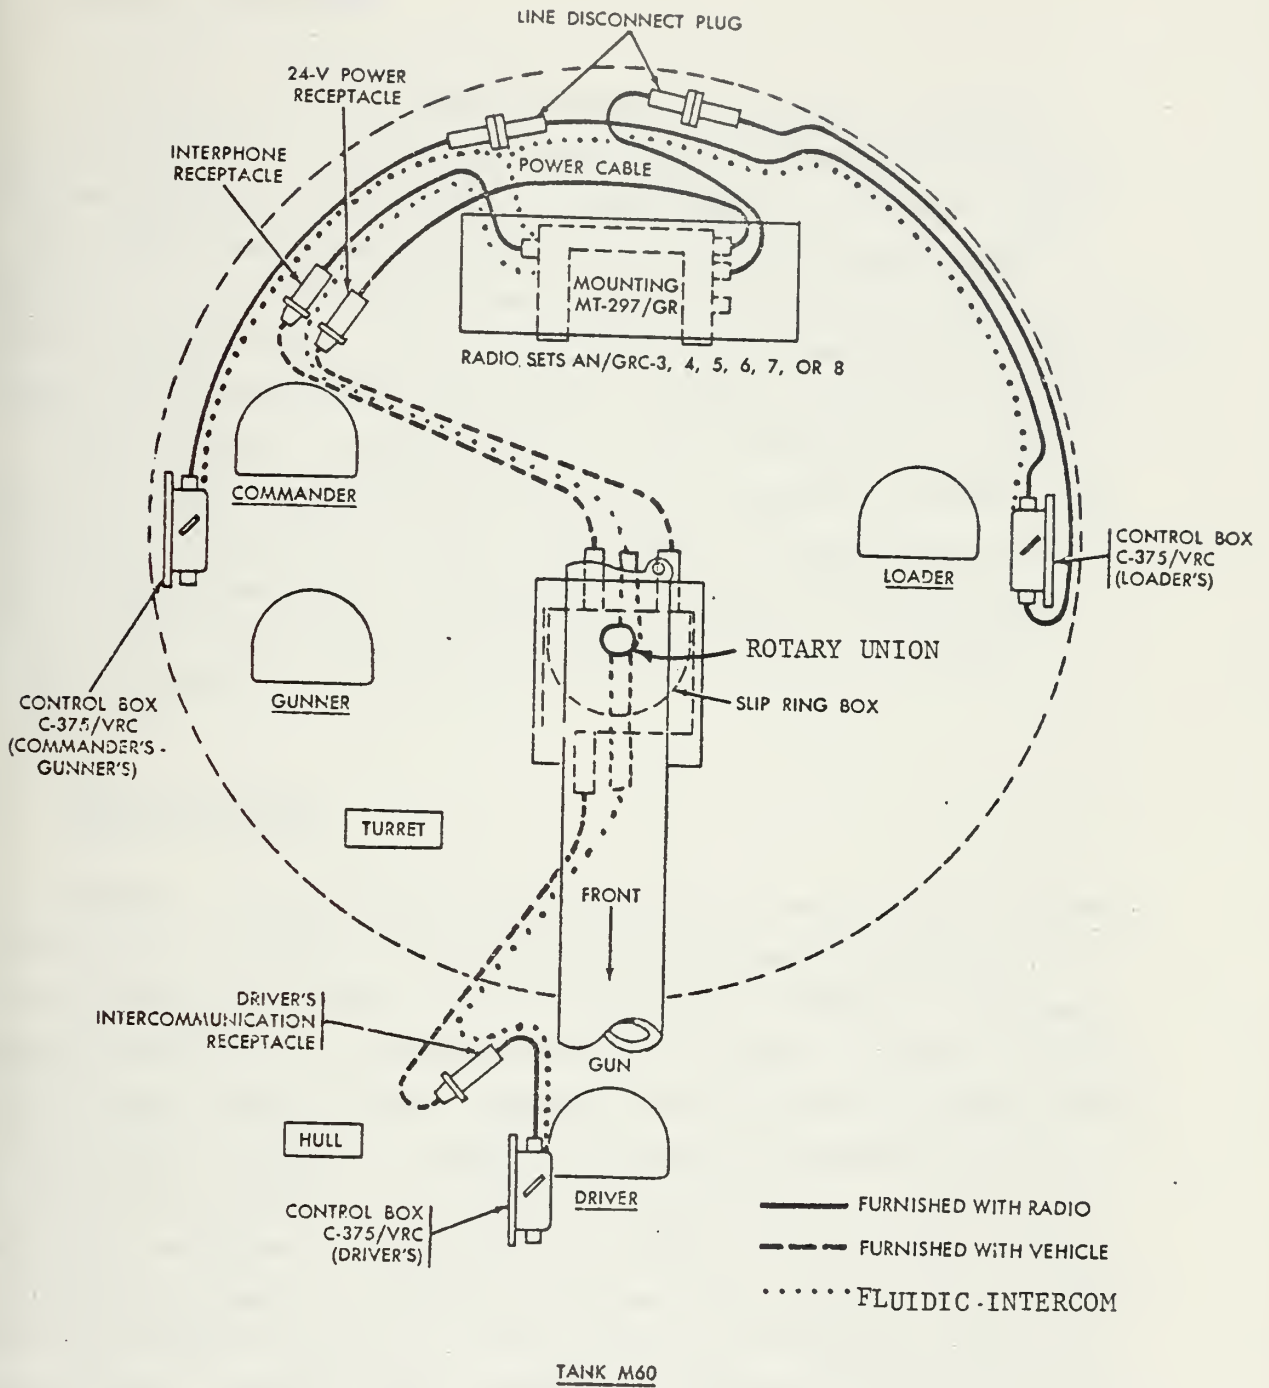 LINE DISCONNECT PLUG
24-V POWER
RECEPTACLE
INTERPHONE
RECEPTACLE
POWER CABLE
MOUNTING
MT-297/GR
RADIO SETS AN/GRC-3, 4, 5, 6, 7, OR 8
COMMANDER
LOADER
CONTROL BOX
C-375/VRC
(LOADER'S)
GUNNER
ROTARY UNION
SLIP RING BOX
CONTROL BOX
C-375/VRC
(COMMANDER'S-
GUNNER'S)
TURRET
FRONT
DRIVER'S
INTERCOMMUNICATION
RECEPTACLE
GUN
HULL
DRIVER
CONTROL BOX
C-375/VRC
(DRIVER'S)
FURNISHED WITH RADIO
FURNISHED WITH VEHICLE
FLUIDIC-INTERCOM
TANK M60